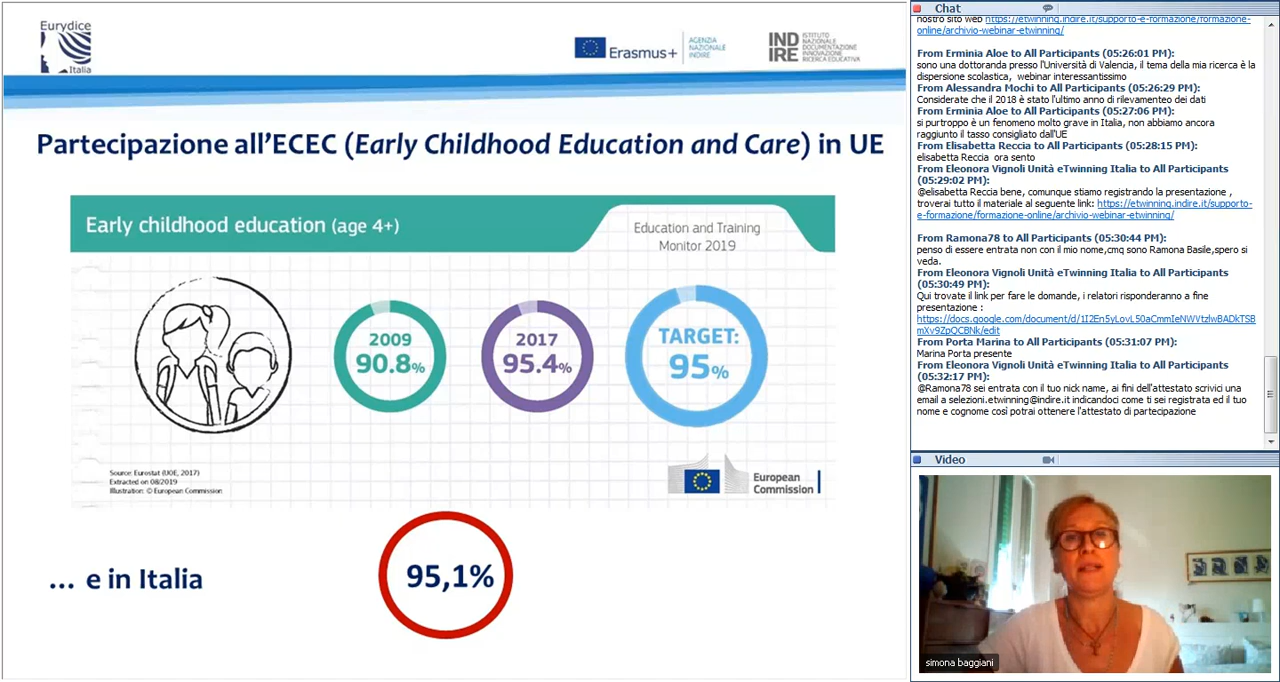 Eurydice
Italia
Erasmus+
AGENZIA
NAZIONALE
INDIRE
IND
IRE
ISTITUTO
NAZIONALE
DOCUMENTAZIONE
INNOVAZIONE
RICERCA EDUCATIVA
Partecipazione all'ECEC (Early Childhood Education and Care) in UE
Early childhood education (age 4+)
Education and Training
Monitor 2019
2009
90.8%
2017
95.4%
TARGET:
95%
Source: Eurostat (UOE, 2017)
Extracted on 08/2019
Illustration: © European Commission
European
Commission
... e in Italia
95,1%
Chat
nostro sito web https://etwinning.indire.it/supporto-e-formazione/formazione-
online/archivio-webinar-etwinning/
From Erminia Aloe to All Participants (05:26:01 PM):
sono una dottoranda presso l'Università di Valencia, il tema della mia ricerca è la
dispersione scolastica, webinar interessantissimo
From Alessandra Mochi to All Participants (05:26:29 PM):
Considerate che il 2018 è stato l'ultimo anno di rilevamenteo dei dati
From Erminia Aloe to All Participants (05:27:06 PM):
si purtroppo è un fenomeno molto grave in Italia, non abbiamo ancora
raggiunto il tasso consigliato dall'UE
From Elisabetta Reccia to All Participants (05:28:15 PM):
elisabetta Reccia ora sento
From Eleonora Vignoli Unità eTwinning Italia to All Participants
(05:29:02 PM):
@elisabetta Reccia bene, comunque stiamo registrando la presentazione ,
troverai tutto il materiale al seguente link: https://etwinning.indire.it/supporto-
e-formazione/formazione-online/archivio-webinar-etwinning/
From Ramona78 to All Participants (05:30:44 PM):
penso di essere entrata non con il mio nome,cmq sono Ramona Basile,spero si
veda.
From Eleonora Vignoli Unità eTwinning Italia to All Participants
(05:30:49 PM):
Qui trovate il link per fare le domande, i relatori risponderanno a fine
presentazione :
https://docs.google.com/document/d/1I2En5yLovL50aCmmIeNWVtzlwBADkTSB
mXv9ZpQCBNk/edit
From Porta Marina to All Participants (05:31:07 PM):
Marina Porta presente
From Eleonora Vignoli Unità eTwinning Italia to All Participants
(05:32:17 PM):
@Ramona78 sei entrata con il tuo nick name, ai fini dell'attestato scrivici una
email a selezioni.etwinning@indire.it indicandoci come ti sei registrata ed il tuo
nome e cognome così potrai ottenere l'attestato di partecipazione
Video
simona baggiani